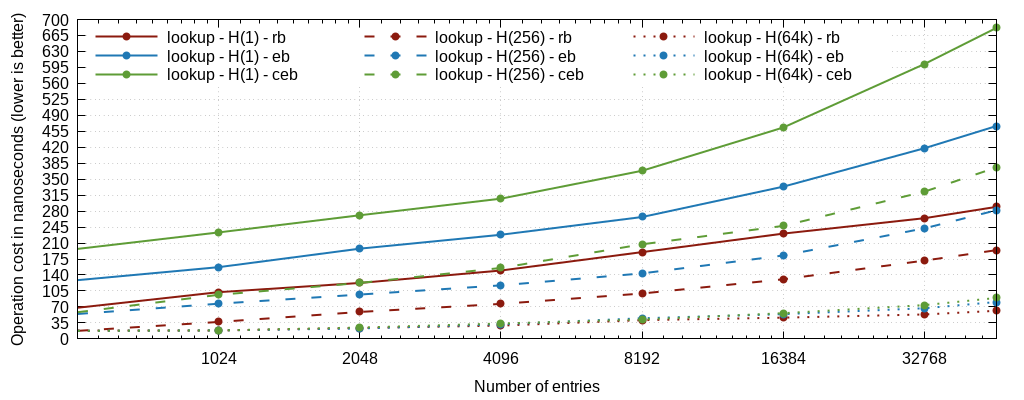 Operation cost in nanoseconds (lower is better)
700
665
630
595
560
525
490
455
420
385
350
315
280
245
210
175
140
105
70
35
0
lookup - H(1) - rb
lookup - H(1) - eb
lookup - H(1) - ceb
lookup - H(256) - rb
lookup - H(256) - eb
lookup - H(256) - ceb
lookup - H(64k) - rb
lookup - H(64k) - eb
lookup - H(64k) - ceb
1024 2048 4096 8192 16384 32768
Number of entries